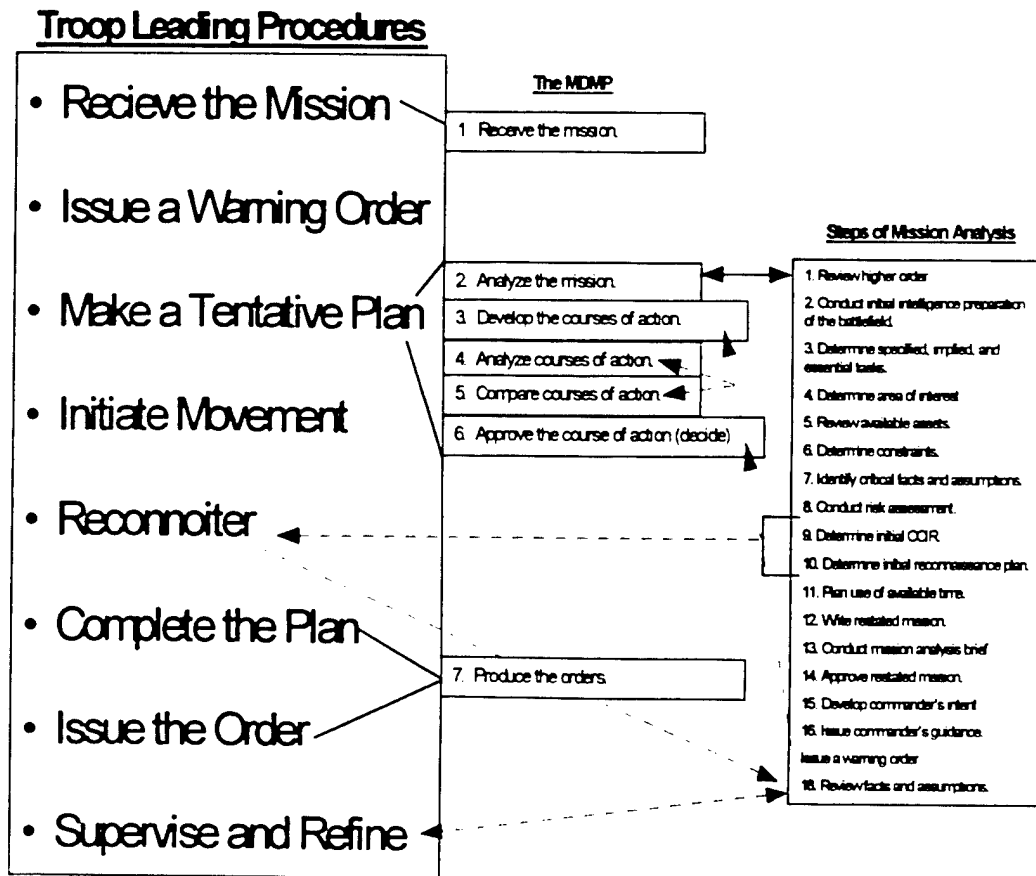 Troop Leading Procedures
• Recieve the Mission
• Issue a Warning Order
• Make a Tentative Plan
• Initiate Movement
• Reconnoiter
• Complete the Plan
• Issue the Order
• Supervise and Refine
The MDMP
1 Receive the mission.
2. Analyze the mission.
3. Develop the courses of action.
4. Analyze courses of action.
5. Compare courses of action.
6. Approve the course of action (decide)
7. Produce the orders.
Steps of Mission Analysis
1. Review higher order
2. Conduct initial intelligence preparation
of the battlefield.
3. Determine specified, implied, and
essential tasks.
4. Determine area of interest
5. Review available assets.
6. Determine constraints.
7. Identify critical facts and assumptions.
8. Conduct risk assessment.
9. Determine initial CCIR.
10. Determine initial reconnaissance plan.
11. Plan use of available time.
12. Write restated mission.
13. Conduct mission analysis brief
14. Approve restated mission.
15. Develop commander's intent
16. Issue commander's guidance.
Issue a warning order
18. Review facts and assumptions.